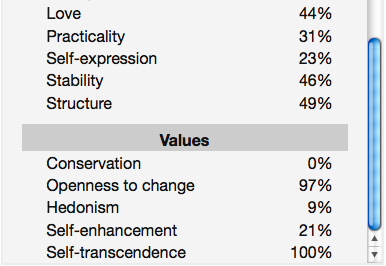 Love 44%
Practicality 31%
Self-expression 23%
Stability 46%
Structure 49%
Values
Conservation 0%
Openness to change 97%
Hedonism 9%
Self-enhancement 21%
Self-transcendence 100%